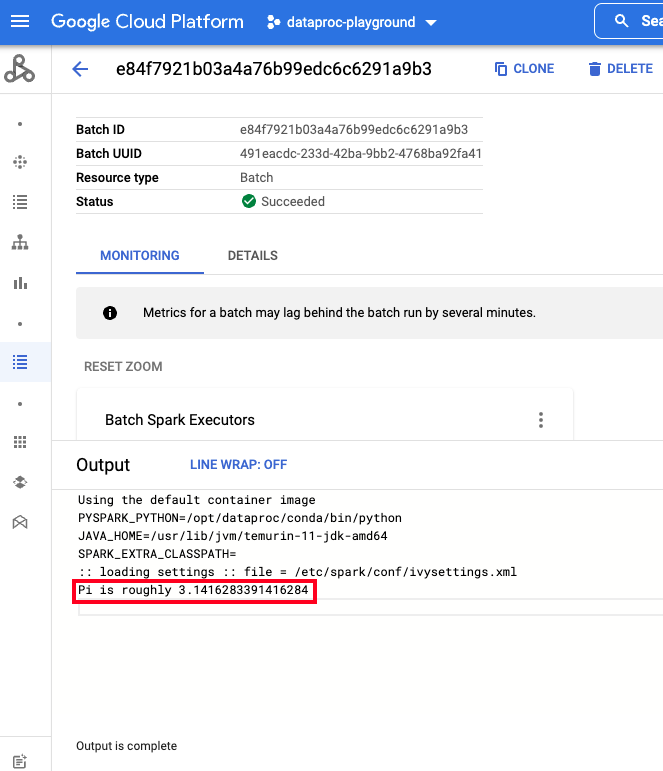 Google Cloud Platform
dataproc-playground
e84f7921b03a4a76b99edc6c6291a9b3
CLONE
DELETE
Batch ID e84f7921b03a4a76b99edc6c6291a9b3
Batch UUID 491eacdc-233d-42ba-9bb2-4768ba92fa41
Resource type Batch
Status Succeeded
MONITORING
DETAILS
Metrics for a batch may lag behind the batch run by several minutes.
RESET ZOOM
Batch Spark Executors
Output
LINE WRAP: OFF
Using the default container image
PYSPARK_PYTHON=/opt/dataproc/conda/bin/python
JAVA_HOME=/usr/lib/jvm/temurin-11-jdk-amd64
SPARK_EXTRA_CLASSPATH=
:: loading settings :: file = /etc/spark/conf/ivysettings.xml
Pi is roughly 3.1416283391416284
Output is complete